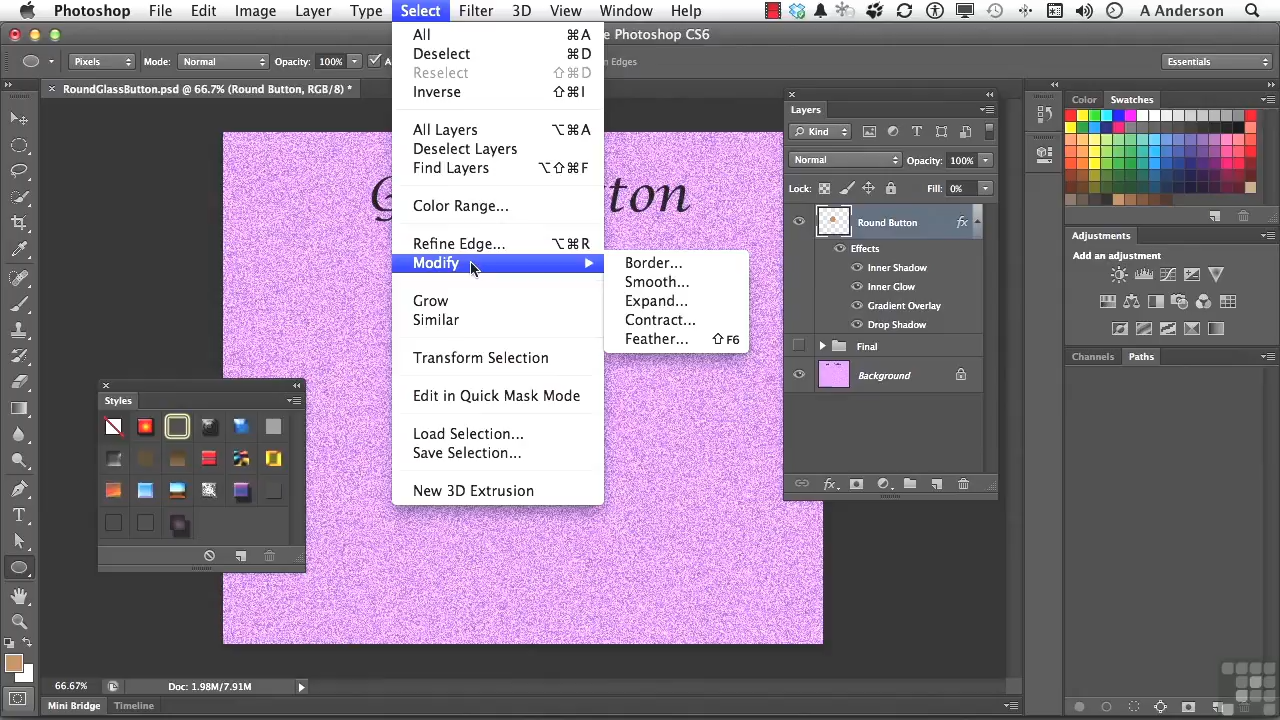 Photoshop File Edit Image Layer Type Select Filter 3D View Window Help A Anderson
e Photoshop CS6
Pixels Mode: Normal Opacity: 100% A Edges Essentials
RoundGlassButton.psd @ 66.7% (Round Button, RGB/8) *
All ⌘A
Deselect ⌘D
Reselect ⇧⌘D
Inverse ⇧⌘I
All Layers ⌥⌘A
Deselect Layers
Find Layers ⌥⇧⌘F
Color Range...
Refine Edge... ⌥⌘R
Modify ▶
Grow
Similar
Transform Selection
Edit in Quick Mask Mode
Load Selection...
Save Selection...
New 3D Extrusion
Border...
Smooth...
Expand...
Contract...
Feather... ⇧F6
tton
Styles
Layers
Kind
Normal Opacity: 100%
Lock: Fill: 0%
Round Button fx
Effects
Inner Shadow
Inner Glow
Gradient Overlay
Drop Shadow
Final
Background
Color Swatches
Adjustments
Add an adjustment
Channels Paths
66.67% Doc: 1.98M/7.91M
Mini Bridge Timeline